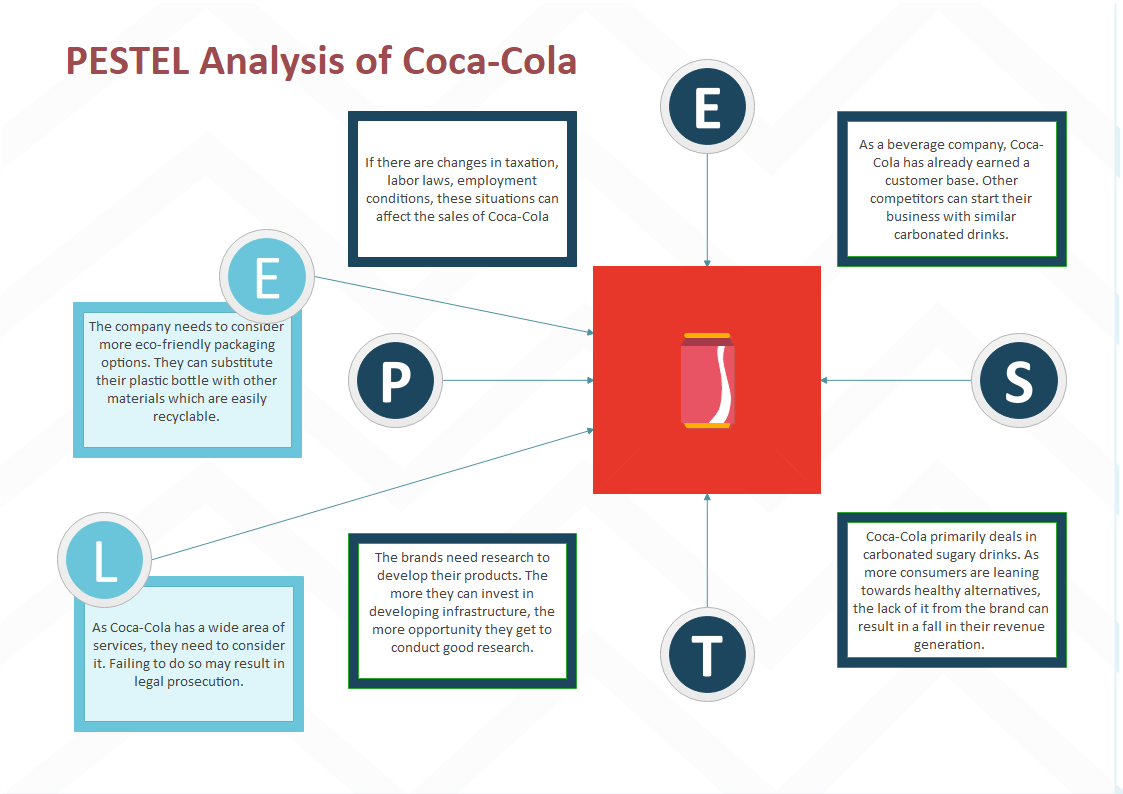 PESTEL Analysis of Coca-Cola
E
If there are changes in taxation,
labor laws, employment
conditions, these situations can
affect the sales of Coca-Cola
As a beverage company, Coca-
Cola has already earned a
customer base. Other
competitors can start their
business with similar
carbonated drinks.
E
The company needs to consider
more eco-friendly packaging
options. They can substitute
their plastic bottle with other
materials which are easily
recyclable.
P
S
L
As Coca-Cola has a wide area of
services, they need to consider
it. Failing to do so may result in
legal prosecution.
The brands need research to
develop their products. The
more they can invest in
developing infrastructure, the
more opportunity they get to
conduct good research.
T
Coca-Cola primarily deals in
carbonated sugary drinks. As
more consumers are leaning
towards healthy alternatives,
the lack of it from the brand can
result in a fall in their revenue
generation.